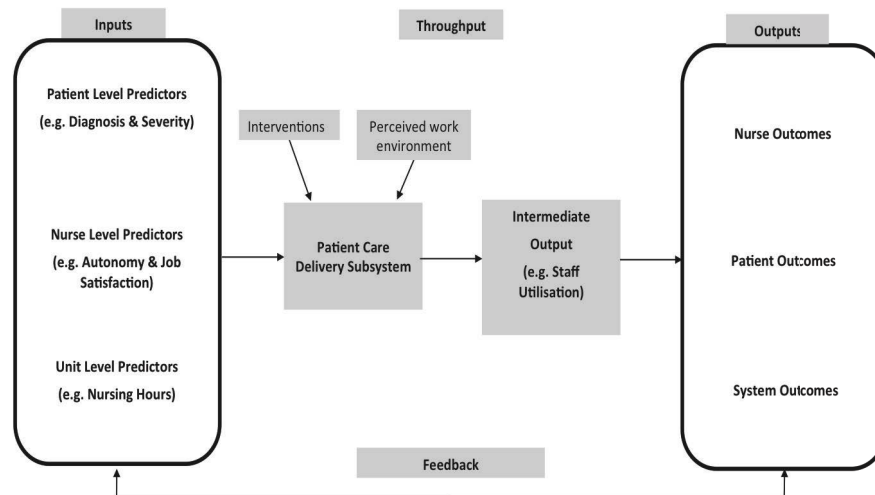 Inputs
Throughput
Outputs
Patient Level Predictors
(e.g. Diagnosis & Severity)
Nurse Level Predictors
(e.g. Autonomy & Job
Satisfaction)
Unit Level Predictors
(e.g. Nursing Hours)
Interventions
Perceived work
environment
Patient Care
Delivery Subsystem
Intermediate
Output
(e.g. Staff
Utilisation)
Nurse Outcomes
Patient Outcomes
System Outcomes
Feedback